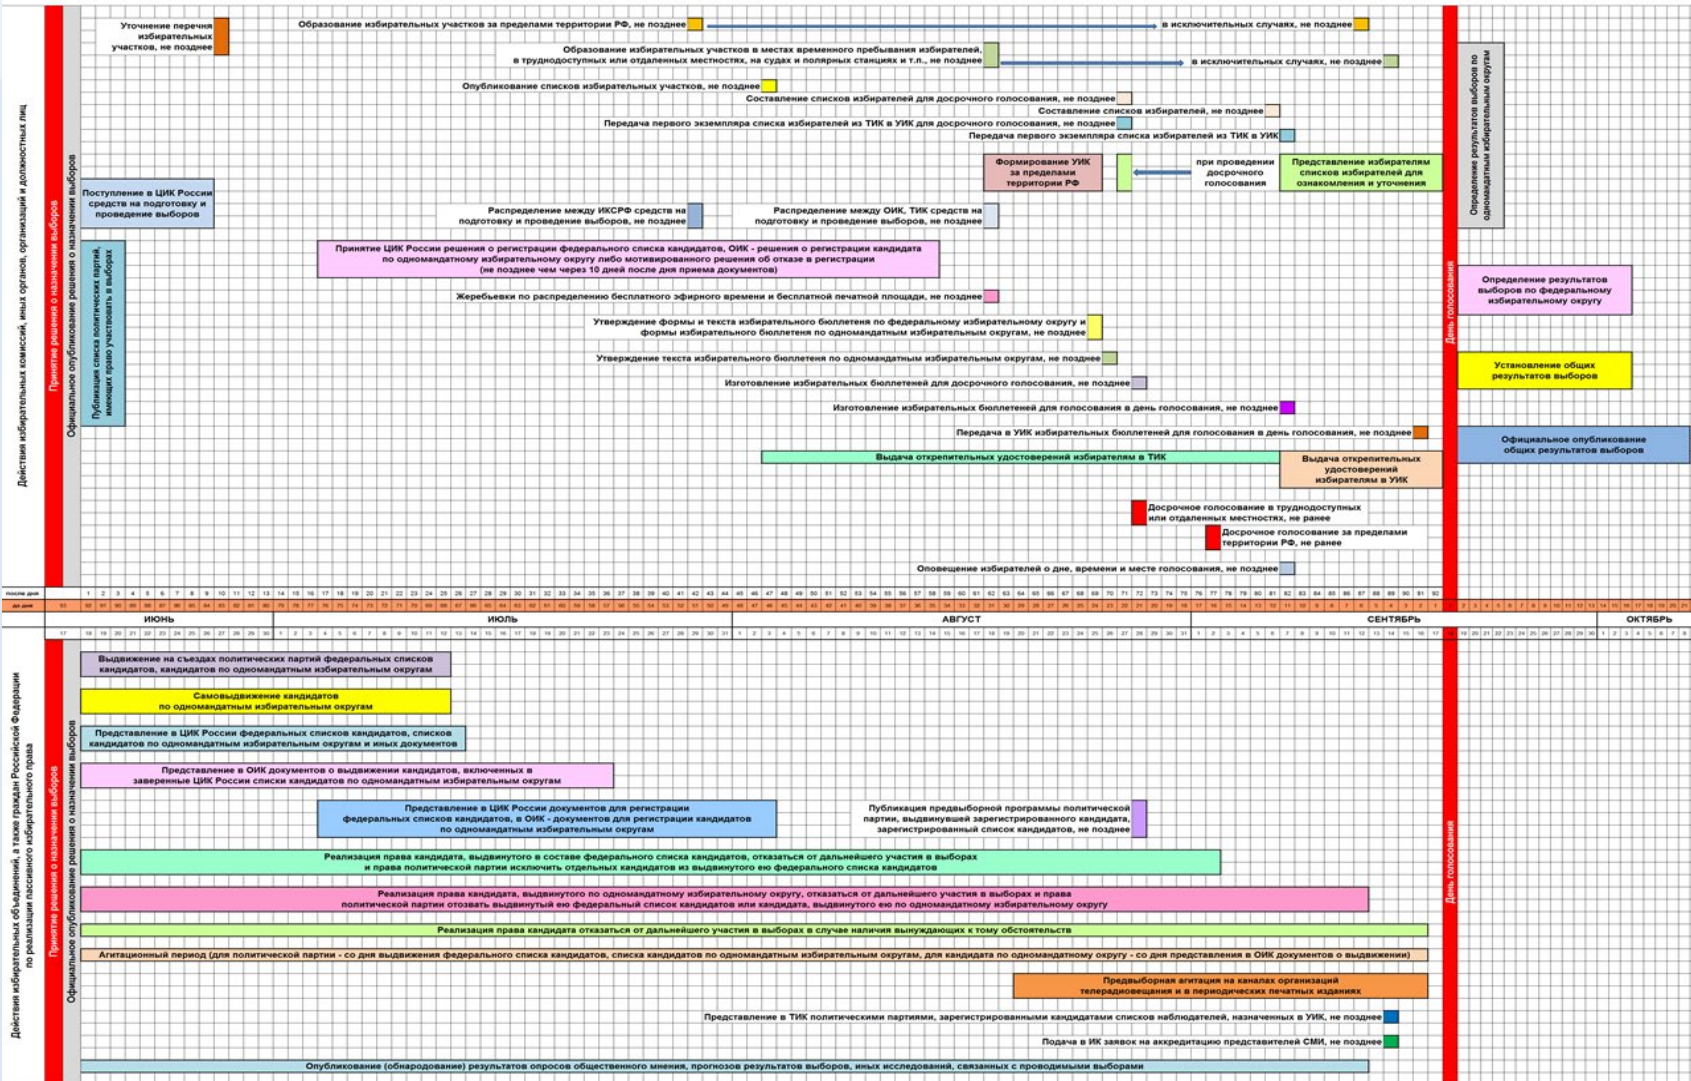 Действия избирательных комиссий, иных органов, организаций и должностных лиц
Принятие решения о назначении выборов
Официальное опубликование решения о назначении выборов
Уточнение перечня
избирательных
участков, не позднее
Образование избирательных участков за пределами территории РФ, не позднее
в исключительных случаях, не позднее
Образование избирательных участков в местах временного пребывания избирателей,
в труднодоступных или отдаленных местностях, на судах и полярных станциях и т.п., не позднее
в исключительных случаях, не позднее
Опубликование списков избирательных участков, не позднее
Составление списков избирателей для досрочного голосования, не позднее
Составление списков избирателей, не позднее
Передача первого экземпляра списка избирателей из ТИК в УИК для досрочного голосования, не позднее
Передача первого экземпляра списка избирателей из ТИК в УИК
Формирование УИК
за пределами
территории РФ
при проведении
досрочного
голосования
Представление избирателям
списков избирателей для
ознакомления и уточнения
Поступление в ЦИК России
средств на подготовку и
проведение выборов
Распределение между ИКСРФ средств на
подготовку и проведение выборов, не позднее
Распределение между ОИК, ТИК средств на
подготовку и проведение выборов, не позднее
Публикация списка политических партий,
имеющих право участвовать в выборах
Принятие ЦИК России решения о регистрации федерального списка кандидатов, ОИК - решения о регистрации кандидата
по одномандатному избирательному округу либо мотивированного решения об отказе в регистрации
(не позднее чем через 10 дней после дня приема документов)
Жеребьевки по распределению бесплатного эфирного времени и бесплатной печатной площади, не позднее
Утверждение формы и текста избирательного бюллетеня по федеральному избирательному округу и
формы избирательного бюллетеня по одномандатным избирательным округам, не позднее
Утверждение текста избирательного бюллетеня по одномандатным избирательным округам, не позднее
Изготовление избирательных бюллетеней для досрочного голосования, не позднее
Изготовление избирательных бюллетеней для голосования в день голосования, не позднее
Передача в УИК избирательных бюллетеней для голосования в день голосования, не позднее
Выдача открепительных удостоверений избирателям в ТИК
Выдача открепительных
удостоверений
избирателям в УИК
Досрочное голосование в труднодоступных
или отдаленных местностях, не ранее
Досрочное голосование за пределами
территории РФ, не ранее
Оповещение избирателей о дне, времени и месте голосования, не позднее
День голосования
Определение результатов выборов по
одномандатным избирательным округам
Определение результатов
выборов по федеральному
избирательному округу
Установление общих
результатов выборов
Официальное опубликование
общих результатов выборов
после дня
до дня
ИЮНЬ ИЮЛЬ АВГУСТ СЕНТЯБРЬ ОКТЯБРЬ
Действия избирательных объединений, а также граждан Российской Федерации
по реализации пассивного избирательного права
Принятие решения о назначении выборов
Официальное опубликование решения о назначении выборов
Выдвижение на съездах политических партий федеральных списков
кандидатов, кандидатов по одномандатным избирательным округам
Самовыдвижение кандидатов
по одномандатным избирательным округам
Представление в ЦИК России федеральных списков кандидатов, списков
кандидатов по одномандатным избирательным округам и иных документов
Представление в ОИК документов о выдвижении кандидатов, включенных в
заверенные ЦИК России списки кандидатов по одномандатным избирательным округам
Представление в ЦИК России документов для регистрации
федеральных списков кандидатов, в ОИК - документов для регистрации кандидатов
по одномандатным избирательным округам
Публикация предвыборной программы политической
партии, выдвинувшей зарегистрированного кандидата,
зарегистрированный список кандидатов, не позднее
Реализация права кандидата, выдвинутого в составе федерального списка кандидатов, отказаться от дальнейшего участия в выборах
и права политической партии исключить отдельных кандидатов из выдвинутого ею федерального списка кандидатов
Реализация права кандидата, выдвинутого по одномандатному избирательному округу, отказаться от дальнейшего участия в выборах и права
политической партии отозвать выдвинутый ею федеральный список кандидатов или кандидата, выдвинутого ею по одномандатному избирательному округу
Реализация права кандидата отказаться от дальнейшего участия в выборах в случае наличия вынуждающих к тому обстоятельств
Агитационный период (для политической партии - со дня выдвижения федерального списка кандидатов, списка кандидатов по одномандатным избирательным округам, для кандидата по одномандатному округу - со дня представления в ОИК документов о выдвижении)
Предвыборная агитация на каналах организаций
телерадиовещания и в периодических печатных изданиях
Представление в ТИК политическими партиями, зарегистрированными кандидатами списков наблюдателей, назначенных в УИК, не позднее
Подача в ИК заявок на аккредитацию представителей СМИ, не позднее
Опубликование (обнародование) результатов опросов общественного мнения, прогнозов результатов выборов, иных исследований, связанных с проводимыми выборами
День голосования